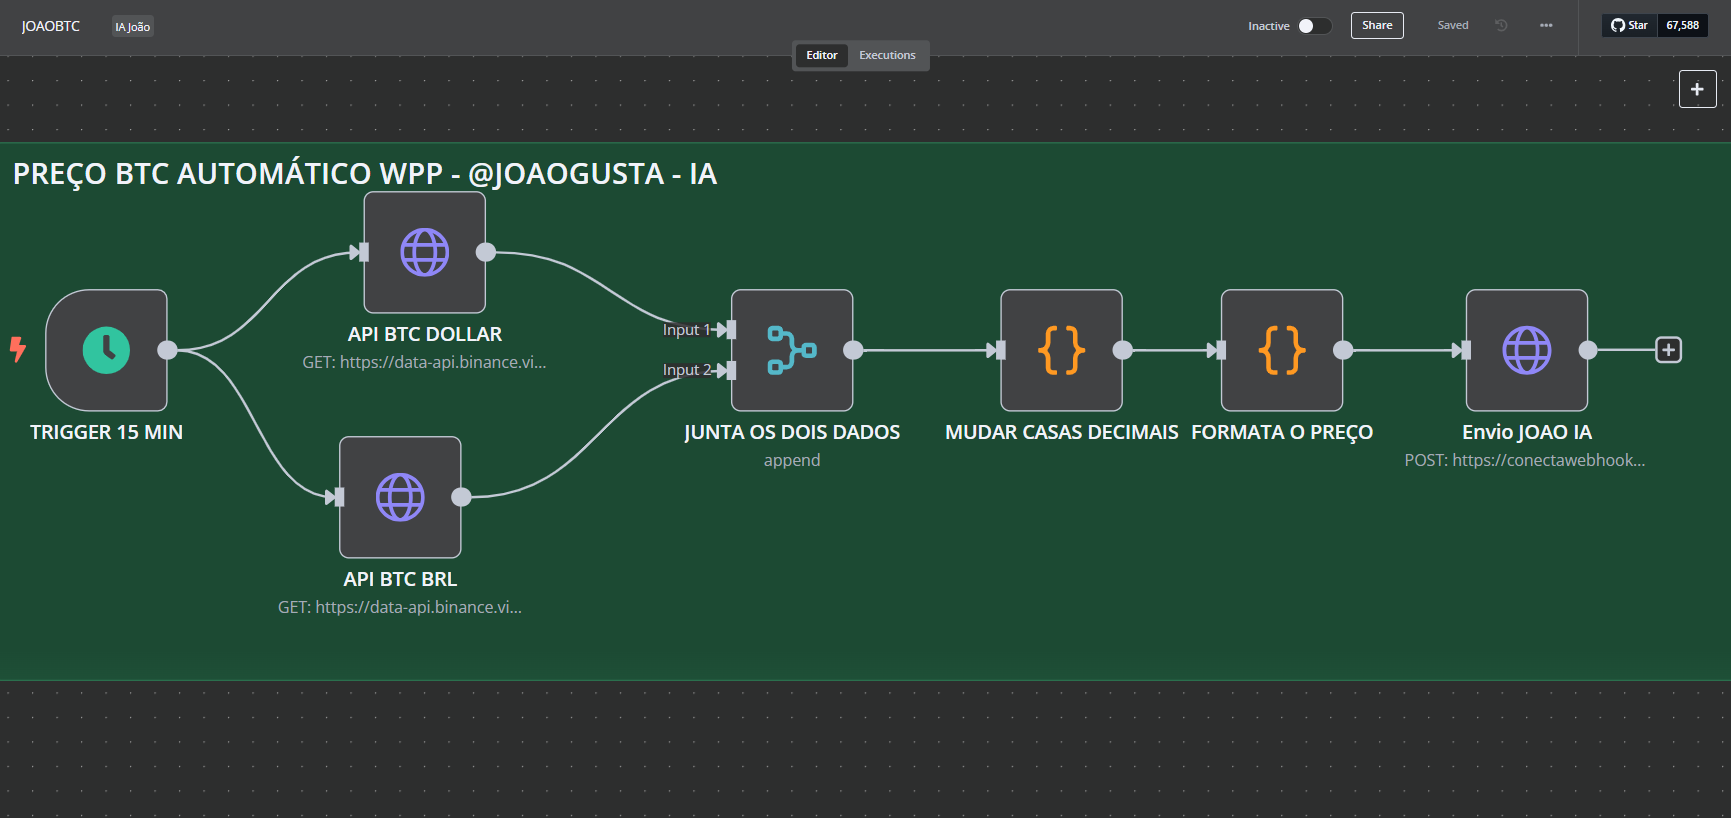 JOAOBTC
IA João
Inactive
Share
Saved
Star
67,588
Editor
Executions
PREÇO BTC AUTOMÁTICO WPP - @JOAOGUSTA - IA
TRIGGER 15 MIN
API BTC DOLLAR
GET: https://data-api.binance.vi...
API BTC BRL
GET: https://data-api.binance.vi...
Input 1
Input 2
JUNTA OS DOIS DADOS
append
MUDAR CASAS DECIMAIS
FORMATA O PREÇO
Envio JOAO IA
POST: https://conectawebhook...